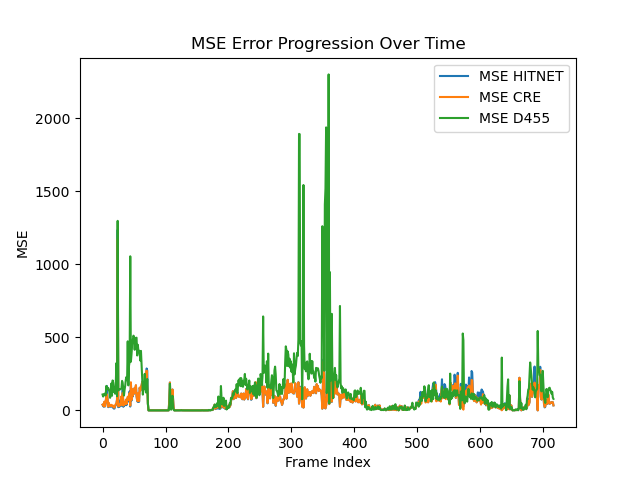 MSE Error Progression Over Time
MSE HITNET
MSE CRE
MSE D455
2000
1500
1000
500
0
MSE
0 100 200 300 400 500 600 700
Frame Index